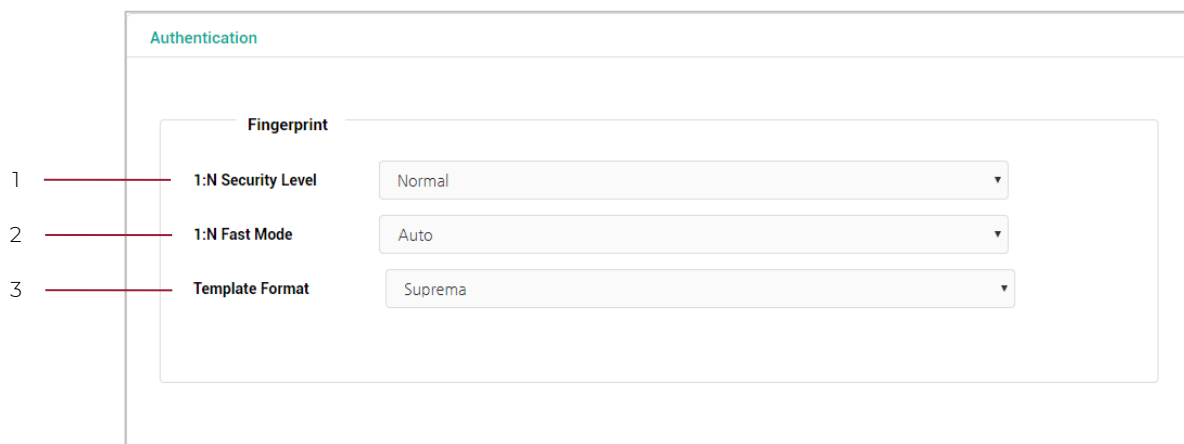 Authentication
Fingerprint
1 1:N Security Level Normal
2 1:N Fast Mode Auto
3 Template Format Suprema